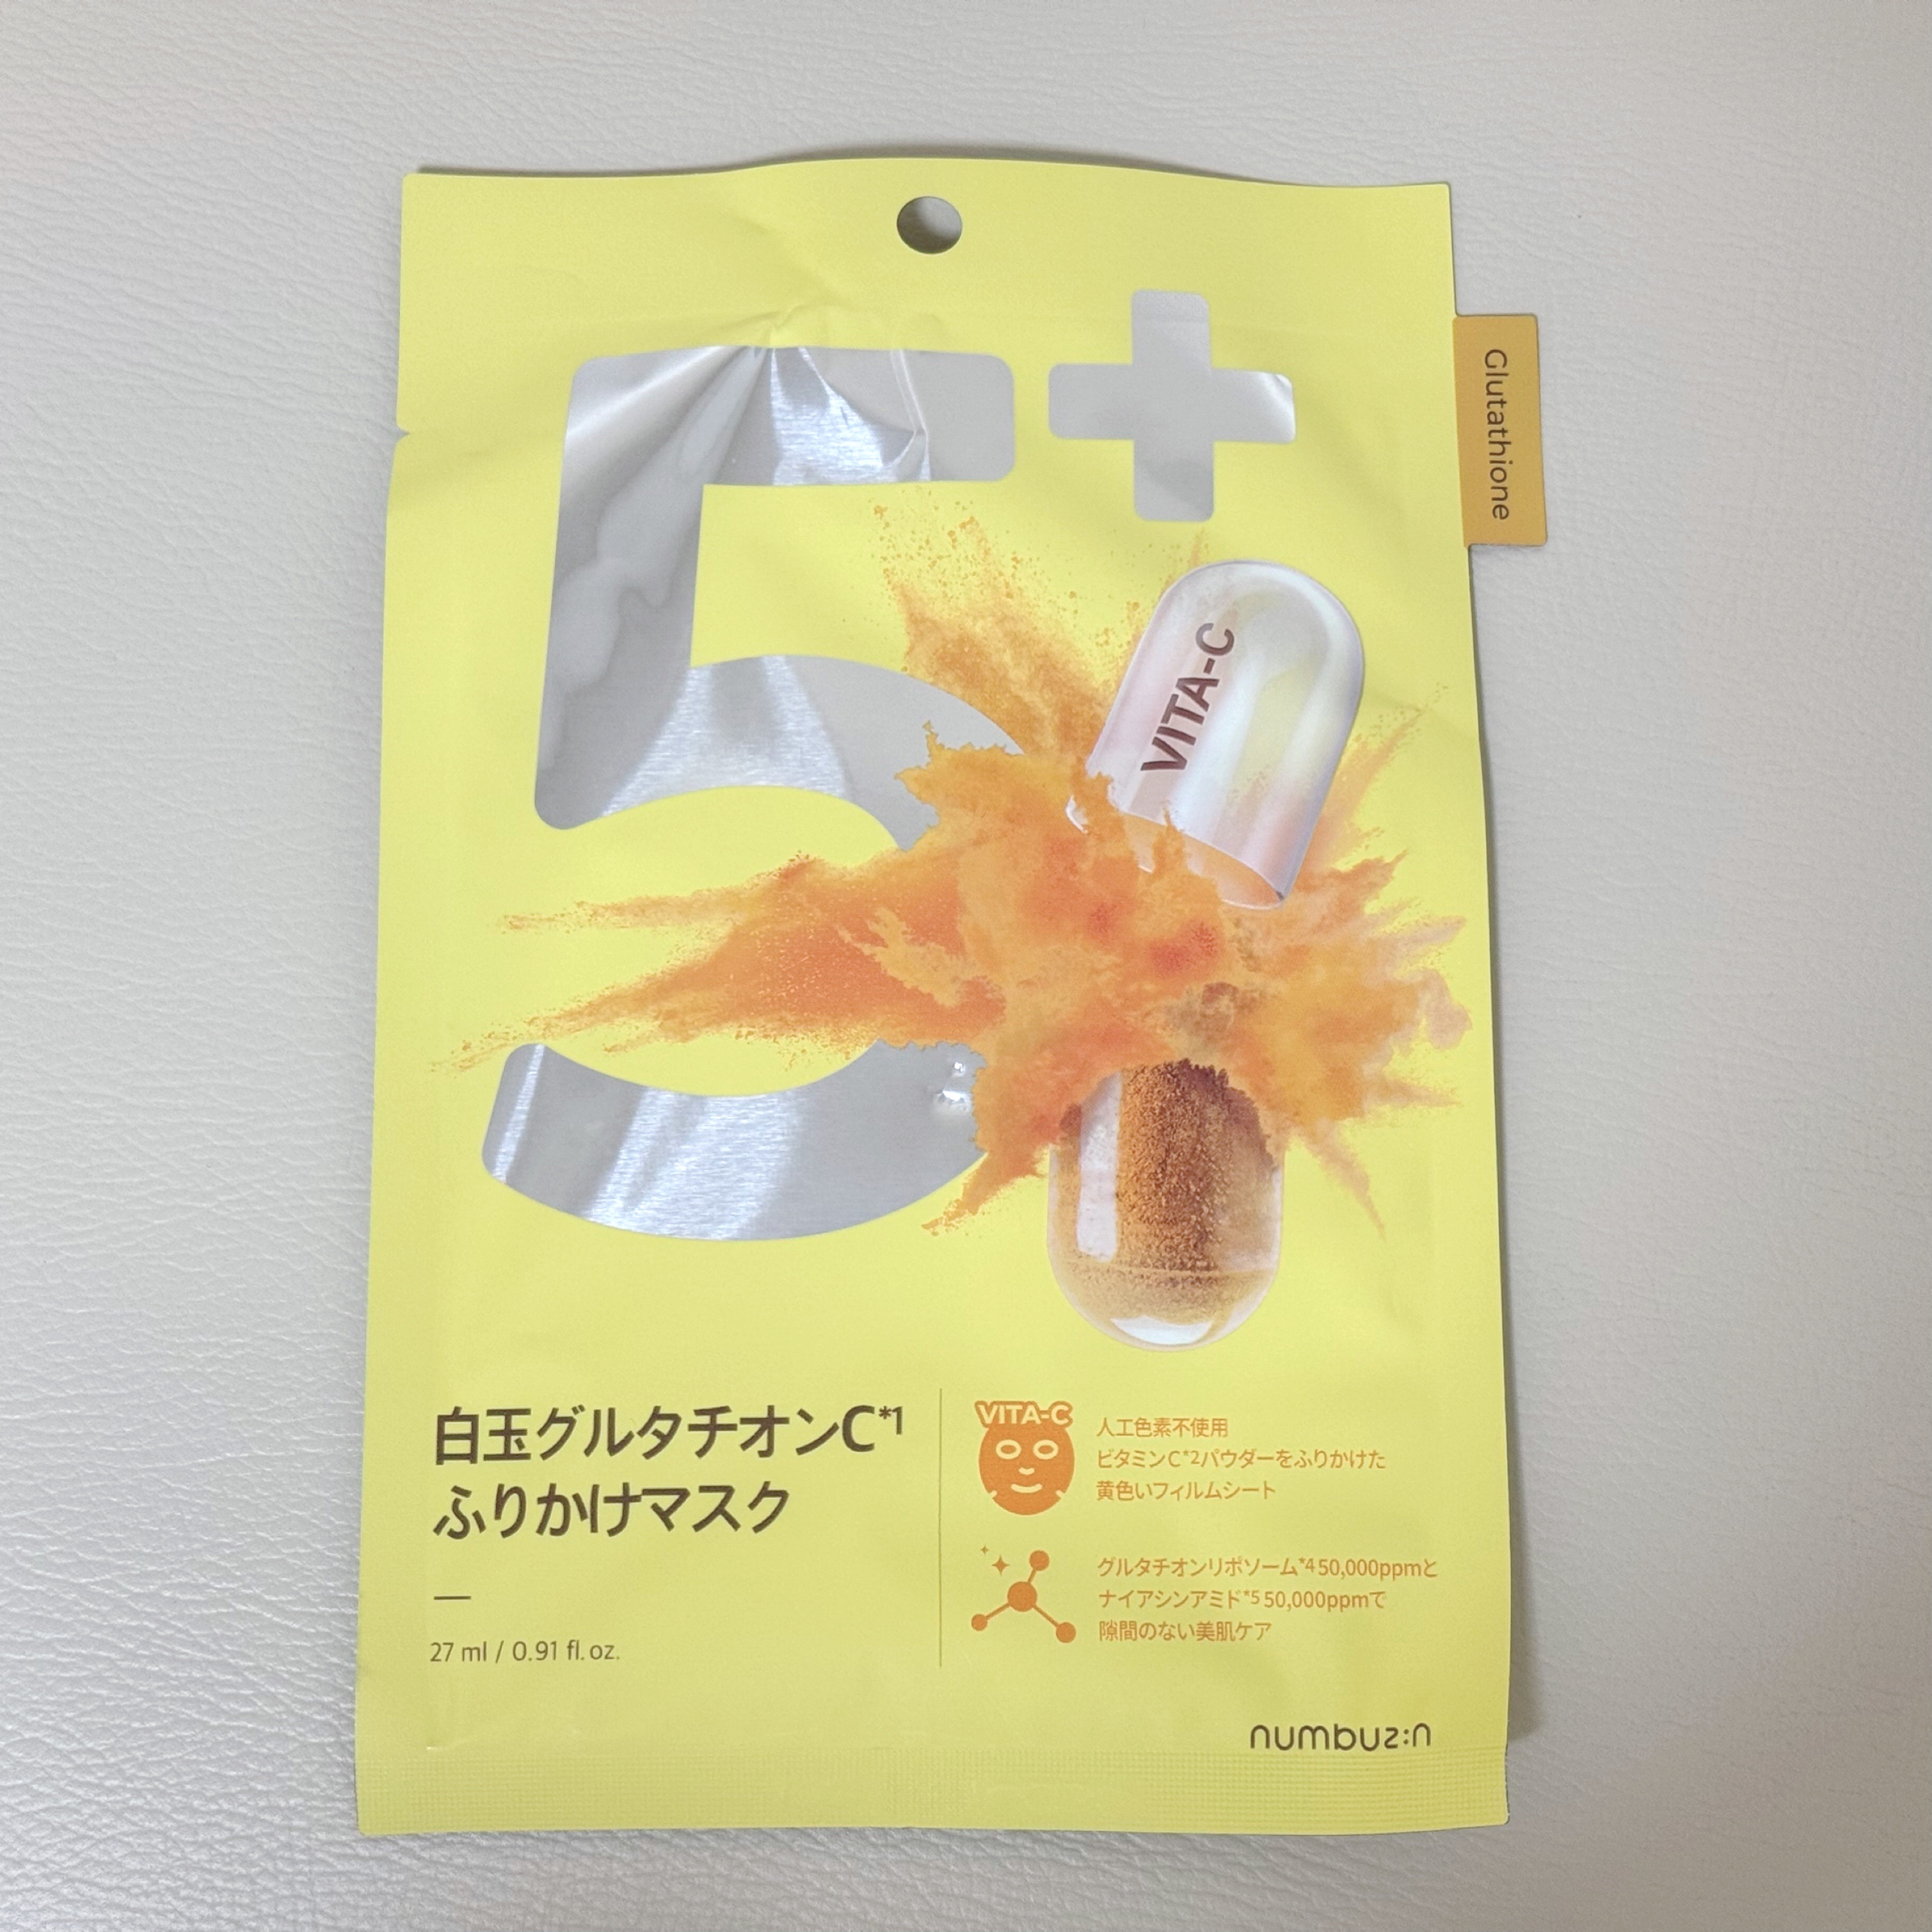 5+
Glutathione
VITA-C
白玉グルタチオンC*1
ふりかけマスク
27 ml / 0.91 fl. oz.
VITA-C
人工色素不使用
ビタミンC*2パウダーをふりかけた
黄色いフィルムシート
グルタチオンリポソーム*4 50,000ppmと
ナイアシンアミド*5 50,000ppmで
隙間のない美肌ケア
numbuz:n